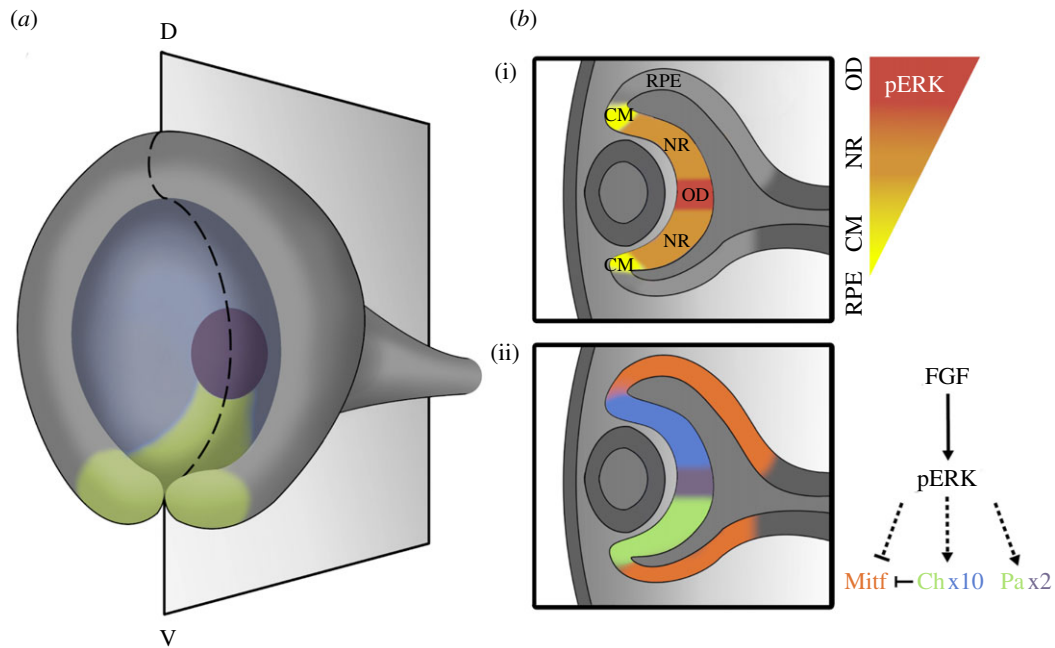 (a)
D
V
(b)
(i)
RPE
CM
NR
OD
NR
CM
OD
NR
CM
RPE
pERK
(ii)
FGF
pERK
Mitf Chx10 Pax2